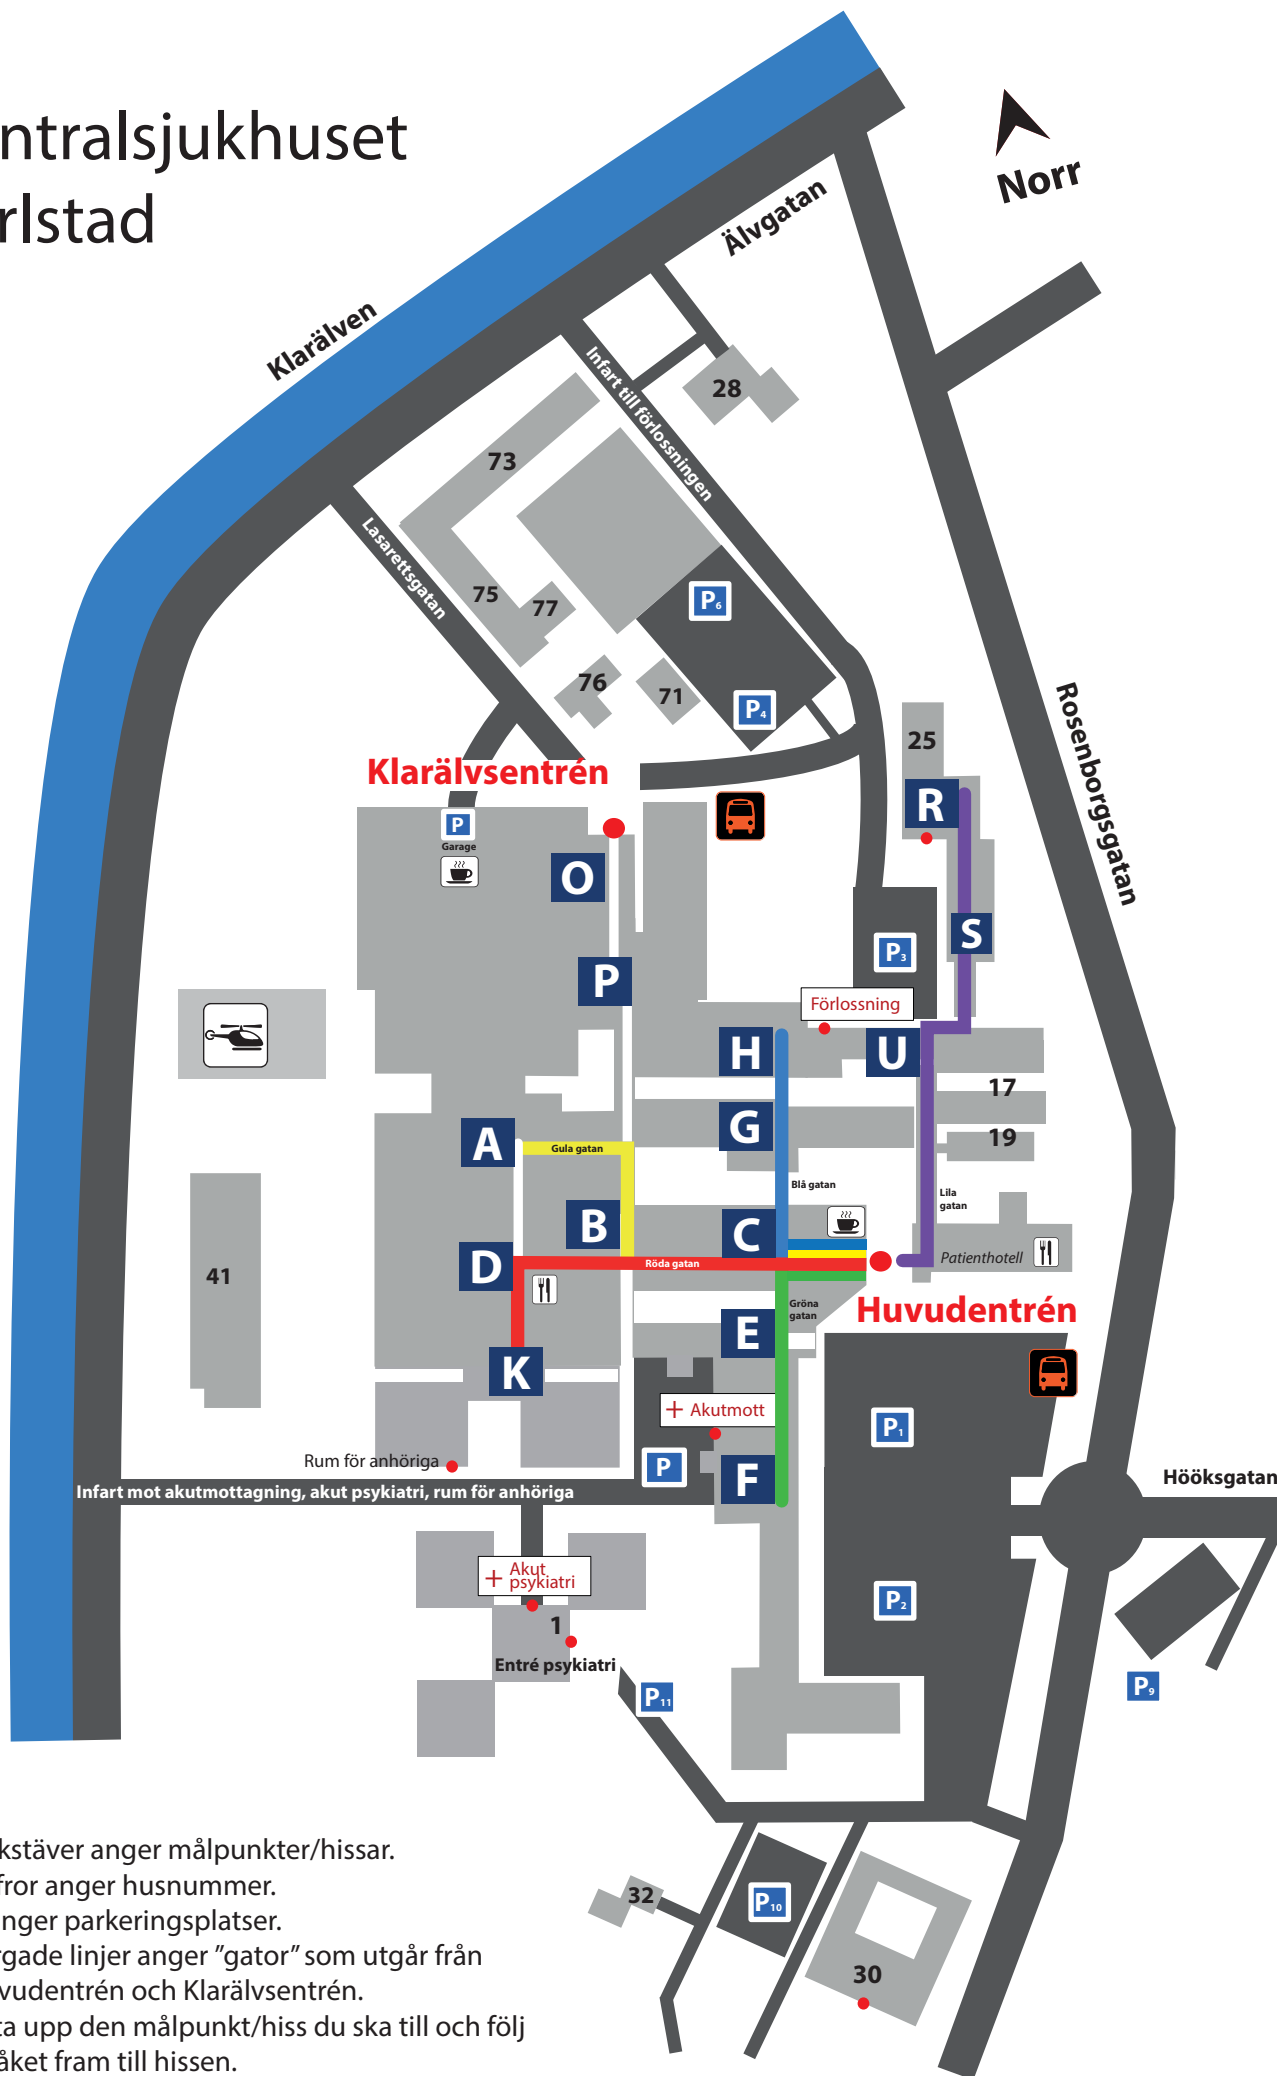 ntralsjukhuset
rlstad
Norr
Älvgatan
Klarälven
Infart till förlossningen
28
73
Lasarettsgatan
75
77
P6
76
71
P4
Rosenborgsgatan
25
Klarälvsentrén
R
P
Garage
O
S
P3
P
Förlossning
H
U
17
G
19
A
Gula gatan
Blå gatan
Lila
gatan
B
C
D
Röda gatan
Patienthotell
41
Gröna
gatan
Huvudentrén
E
K
+ Akutmott
P1
Rum för anhöriga
P
F
Hööksgatan
Infart mot akutmottagning, akut psykiatri, rum för anhöriga
+ Akut
psykiatri
P2
1
Entré psykiatri
P11
P9
32
P10
30
kstäver anger målpunkter/hissar.
fror anger husnummer.
nger parkeringsplatser.
rgade linjer anger ”gator” som utgår från
vudentrén och Klarälvsentrén.
ta upp den målpunkt/hiss du ska till och följ
åket fram till hissen.